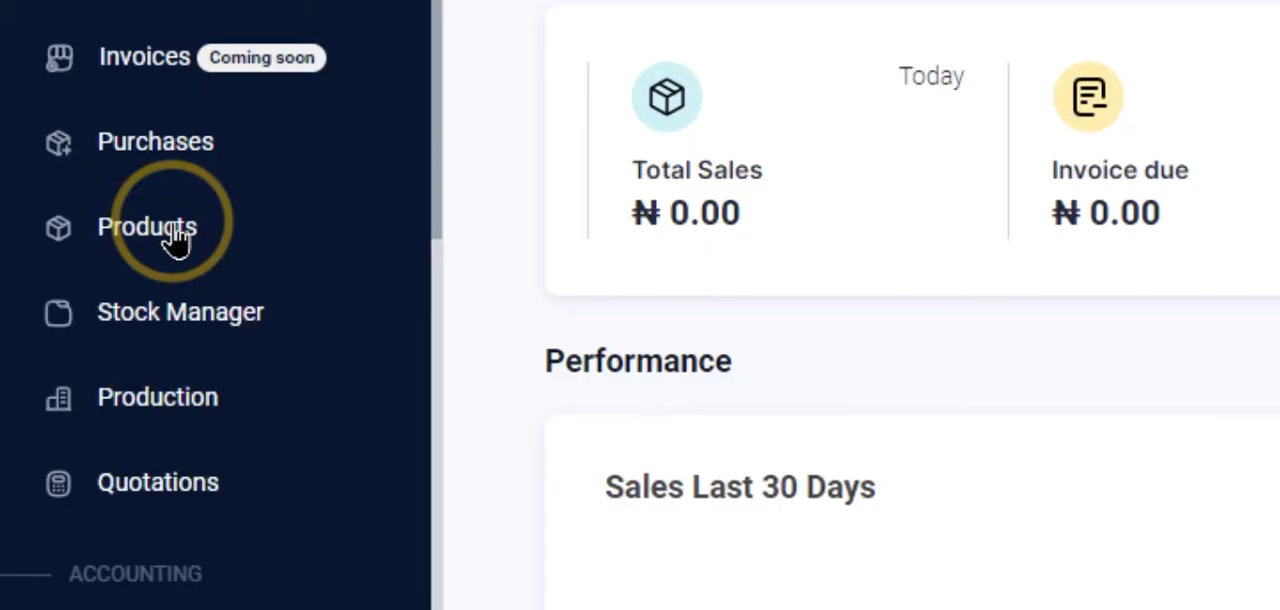 Invoices Coming soon
Purchases
Products
Stock Manager
Production
Quotations
ACCOUNTING
Today
Total Sales
₦ 0.00
Invoice due
₦ 0.00
Performance
Sales Last 30 Days